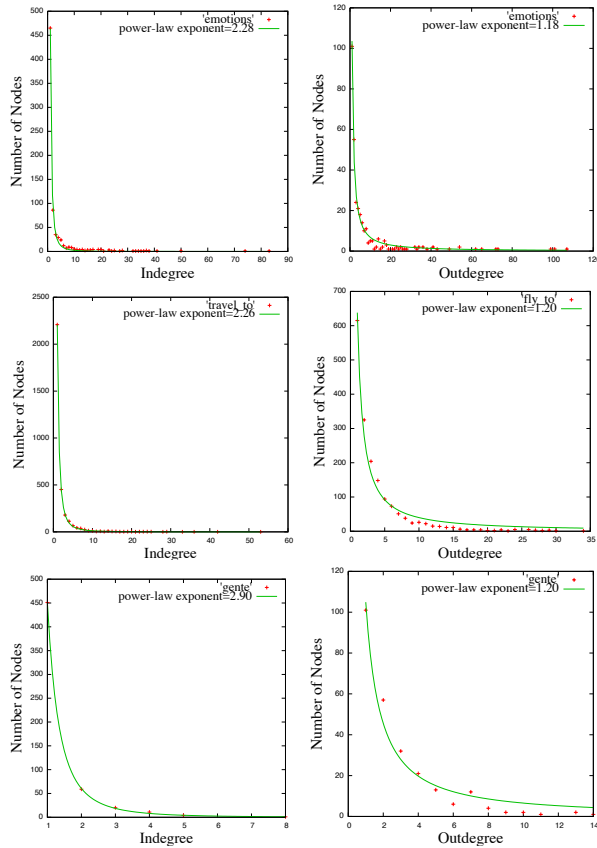 'emotions'
power-law exponent=2.28
Number of Nodes
500
450
400
350
300
250
200
150
100
50
0
0 10 20 30 40 50 60 70 80 90
Indegree
'emotions'
power-law exponent=1.18
Number of Nodes
120
100
80
60
40
20
0
0 20 40 60 80 100 120
Outdegree
'travel_to'
power-law exponent=2.26
Number of Nodes
2500
2000
1500
1000
500
0
0 10 20 30 40 50 60
Indegree
'fly_to'
power-law exponent=1.20
Number of Nodes
700
600
500
400
300
200
100
0
0 5 10 15 20 25 30 35
Outdegree
'gente'
power-law exponent=2.90
Number of Nodes
500
450
400
350
300
250
200
150
100
50
0
1 2 3 4 5 6 7 8
Indegree
'gente'
power-law exponent=1.20
Number of Nodes
120
100
80
60
40
20
0
0 2 4 6 8 10 12 14
Outdegree